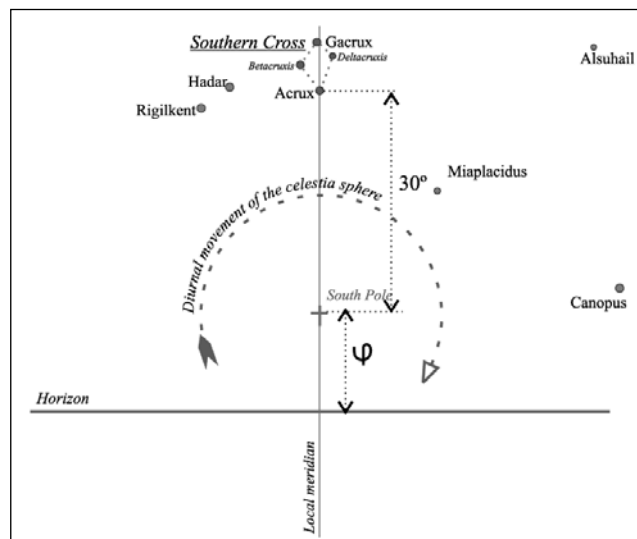 Southern Cross
Gacrux
Alsuhail
Betacruxis
Deltacruxis
Hadar
Acrux
Rigilkent
Miaplacidus
30º
Diurnal movement of the celestia sphere
South Pole
Canopus
φ
Horizon
Local meridian